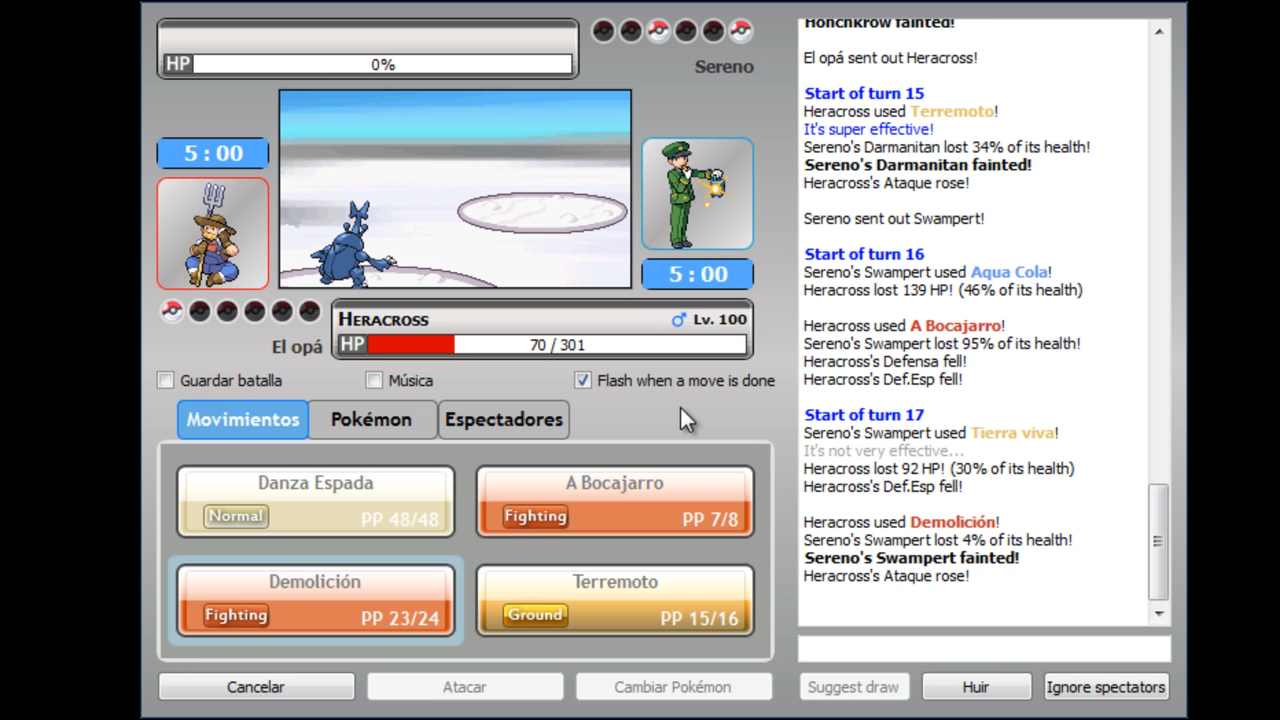 HP 0%
Sereno
5 : 00
5 : 00
HERACROSS ♂ Lv. 100
HP 70 / 301
El opá
Guardar batalla
Música
Flash when a move is done
Movimientos
Pokémon
Espectadores
Danza Espada
Normal PP 48/48
A Bocajarro
Fighting PP 7/8
Demolición
Fighting PP 23/24
Terremoto
Ground PP 15/16
Cancelar
Atacar
Cambiar Pokémon
Honchkrow fainted!
El opá sent out Heracross!
Start of turn 15
Heracross used Terremoto!
It's super effective!
Sereno's Darmanitan lost 34% of its health!
Sereno's Darmanitan fainted!
Heracross's Ataque rose!
Sereno sent out Swampert!
Start of turn 16
Sereno's Swampert used Aqua Cola!
Heracross lost 139 HP! (46% of its health)
Heracross used A Bocajarro!
Sereno's Swampert lost 95% of its health!
Heracross's Defensa fell!
Heracross's Def.Esp fell!
Start of turn 17
Sereno's Swampert used Tierra viva!
It's not very effective...
Heracross lost 92 HP! (30% of its health)
Heracross's Def.Esp fell!
Heracross used Demolición!
Sereno's Swampert lost 4% of its health!
Sereno's Swampert fainted!
Heracross's Ataque rose!
Suggest draw
Huir
Ignore spectators